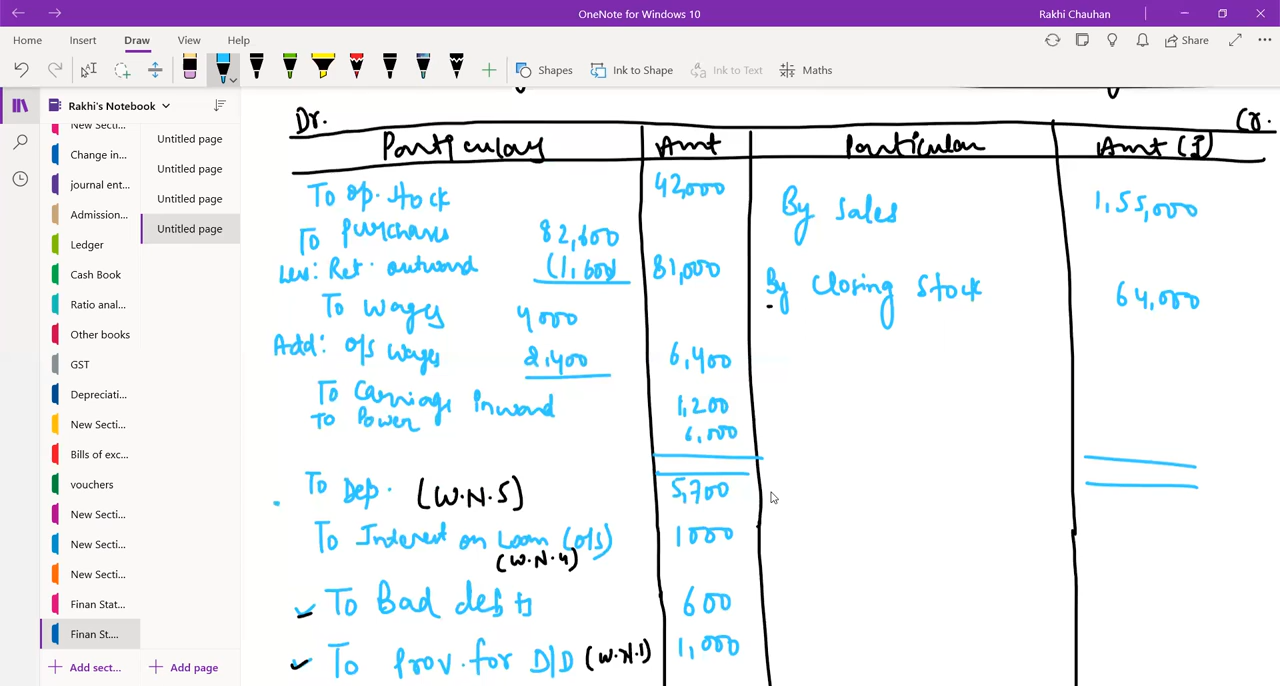 OneNote for Windows 10
Rakhi Chauhan
Home Insert Draw View Help
Share
Shapes Ink to Shape Ink to Text Maths
Rakhi's Notebook
New Secti...
Change in...
journal ent...
Admission...
Ledger
Cash Book
Ratio anal...
Other books
GST
Depreciati...
New Secti...
Bills of exc...
vouchers
New Secti...
New Secti...
New Secti...
Finan Stat...
Finan St....
Add sect...
Untitled page
Untitled page
Untitled page
Untitled page
Add page
Dr. Cr.
Particulars Amt Particular Amt (₹)
To op. stock 42,000 By Sales 1,55,000
To purchases 82,600
Less: Ret. outward (1,600) 81,000 By Closing Stock 64,000
To Wages 4000
Add: o/s wages 2,400 6,400
To Carriage Inward 1,200
To Power 6,000
To Dep. (W.N.5) 5,700
To Interest on Loan (o/s) 1000
(W.N.4)
To Bad debts 600
To Prov. for D/D (W.N.1) 1,000